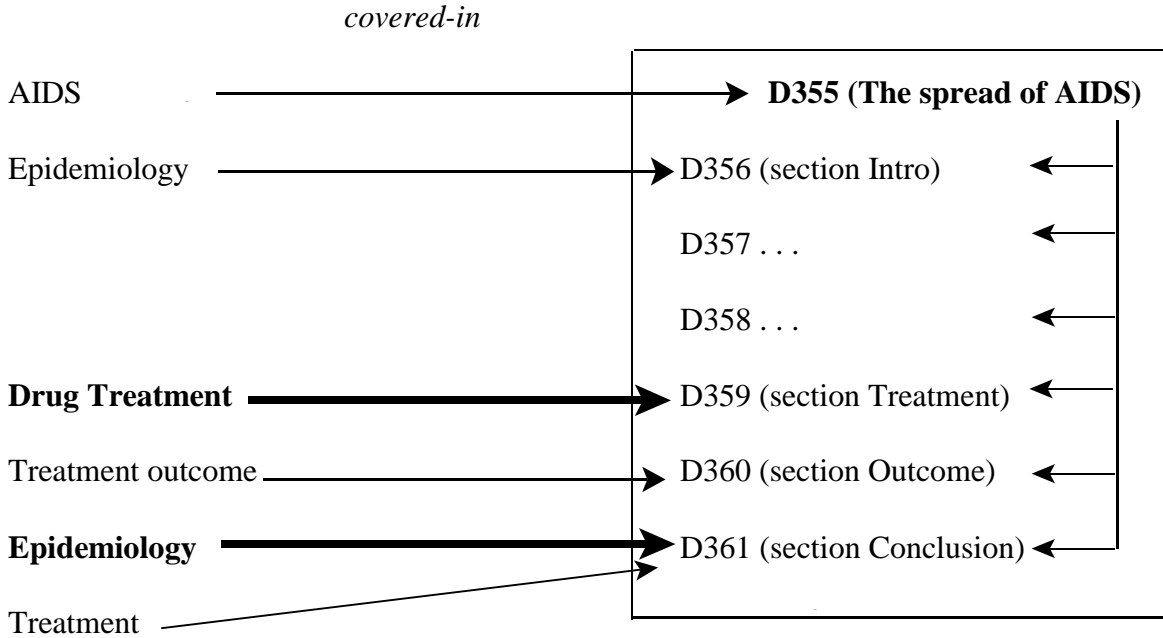 covered-in
AIDS D355 (The spread of AIDS)
Epidemiology D356 (section Intro)
D357 . . .
D358 . . .
Drug Treatment D359 (section Treatment)
Treatment outcome D360 (section Outcome)
Epidemiology D361 (section Conclusion)
Treatment